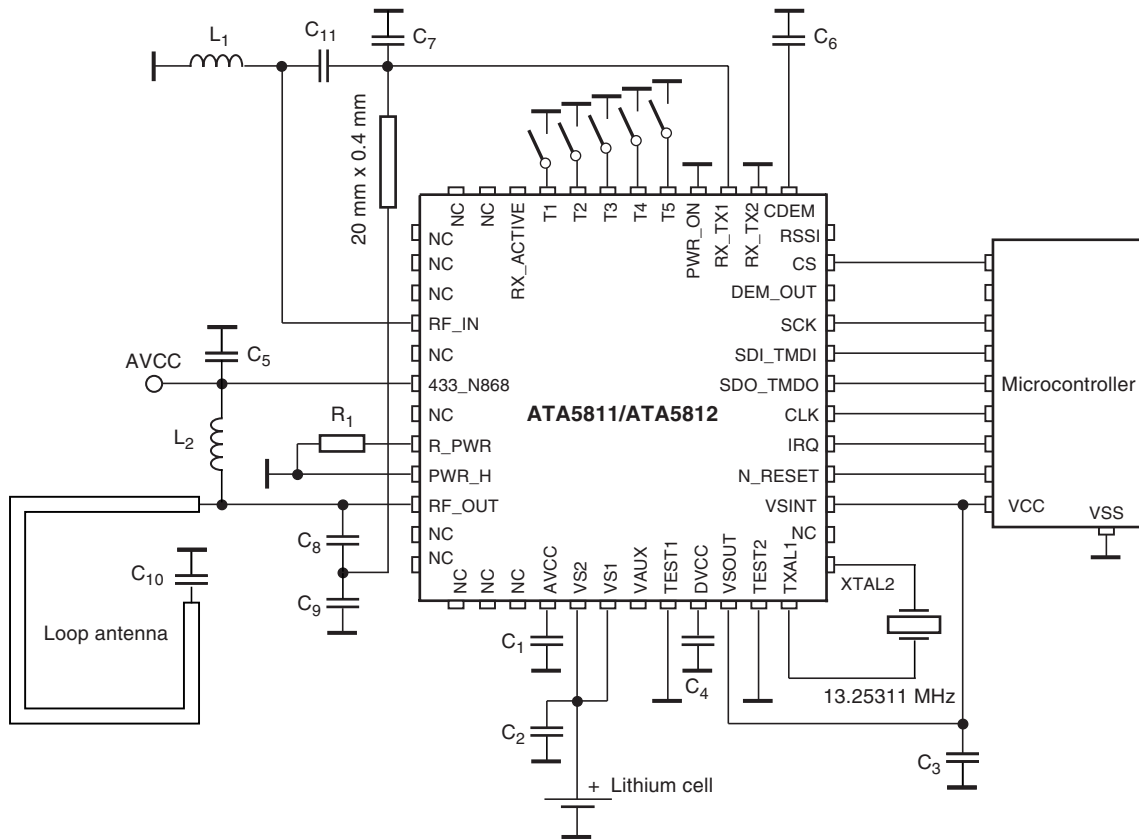 L1
C11
C7
C6
20 mm x 0.4 mm
NC
NC
RX_ACTIVE
T1
T2
T3
T4
T5
PWR_ON
RX_TX1
RX_TX2
CDEM
NC
NC
NC
RF_IN
NC
433_N868
NC
R_PWR
PWR_H
RF_OUT
NC
NC
RSSI
CS
DEM_OUT
SCK
SDI_TMDI
SDO_TMDO
CLK
IRQ
N_RESET
VSINT
NC
XTAL2
ATA5811/ATA5812
Microcontroller
VCC
VSS
AVCC
C5
L2
R1
C8
C9
C10
Loop antenna
NC
NC
NC
AVCC
VS2
VS1
VAUX
TEST1
DVCC
VSOUT
TEST2
TXAL1
C1
C2
C4
13.25311 MHz
C3
+ Lithium cell